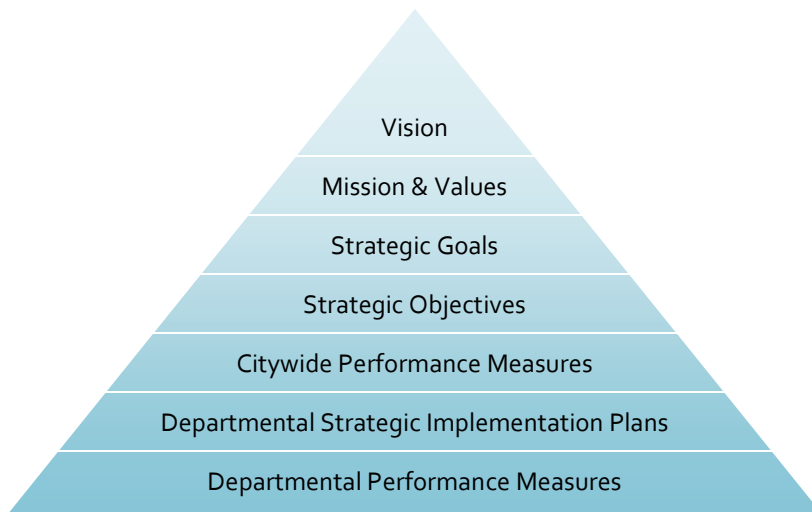 Vision
Mission & Values
Strategic Goals
Strategic Objectives
Citywide Performance Measures
Departmental Strategic Implementation Plans
Departmental Performance Measures